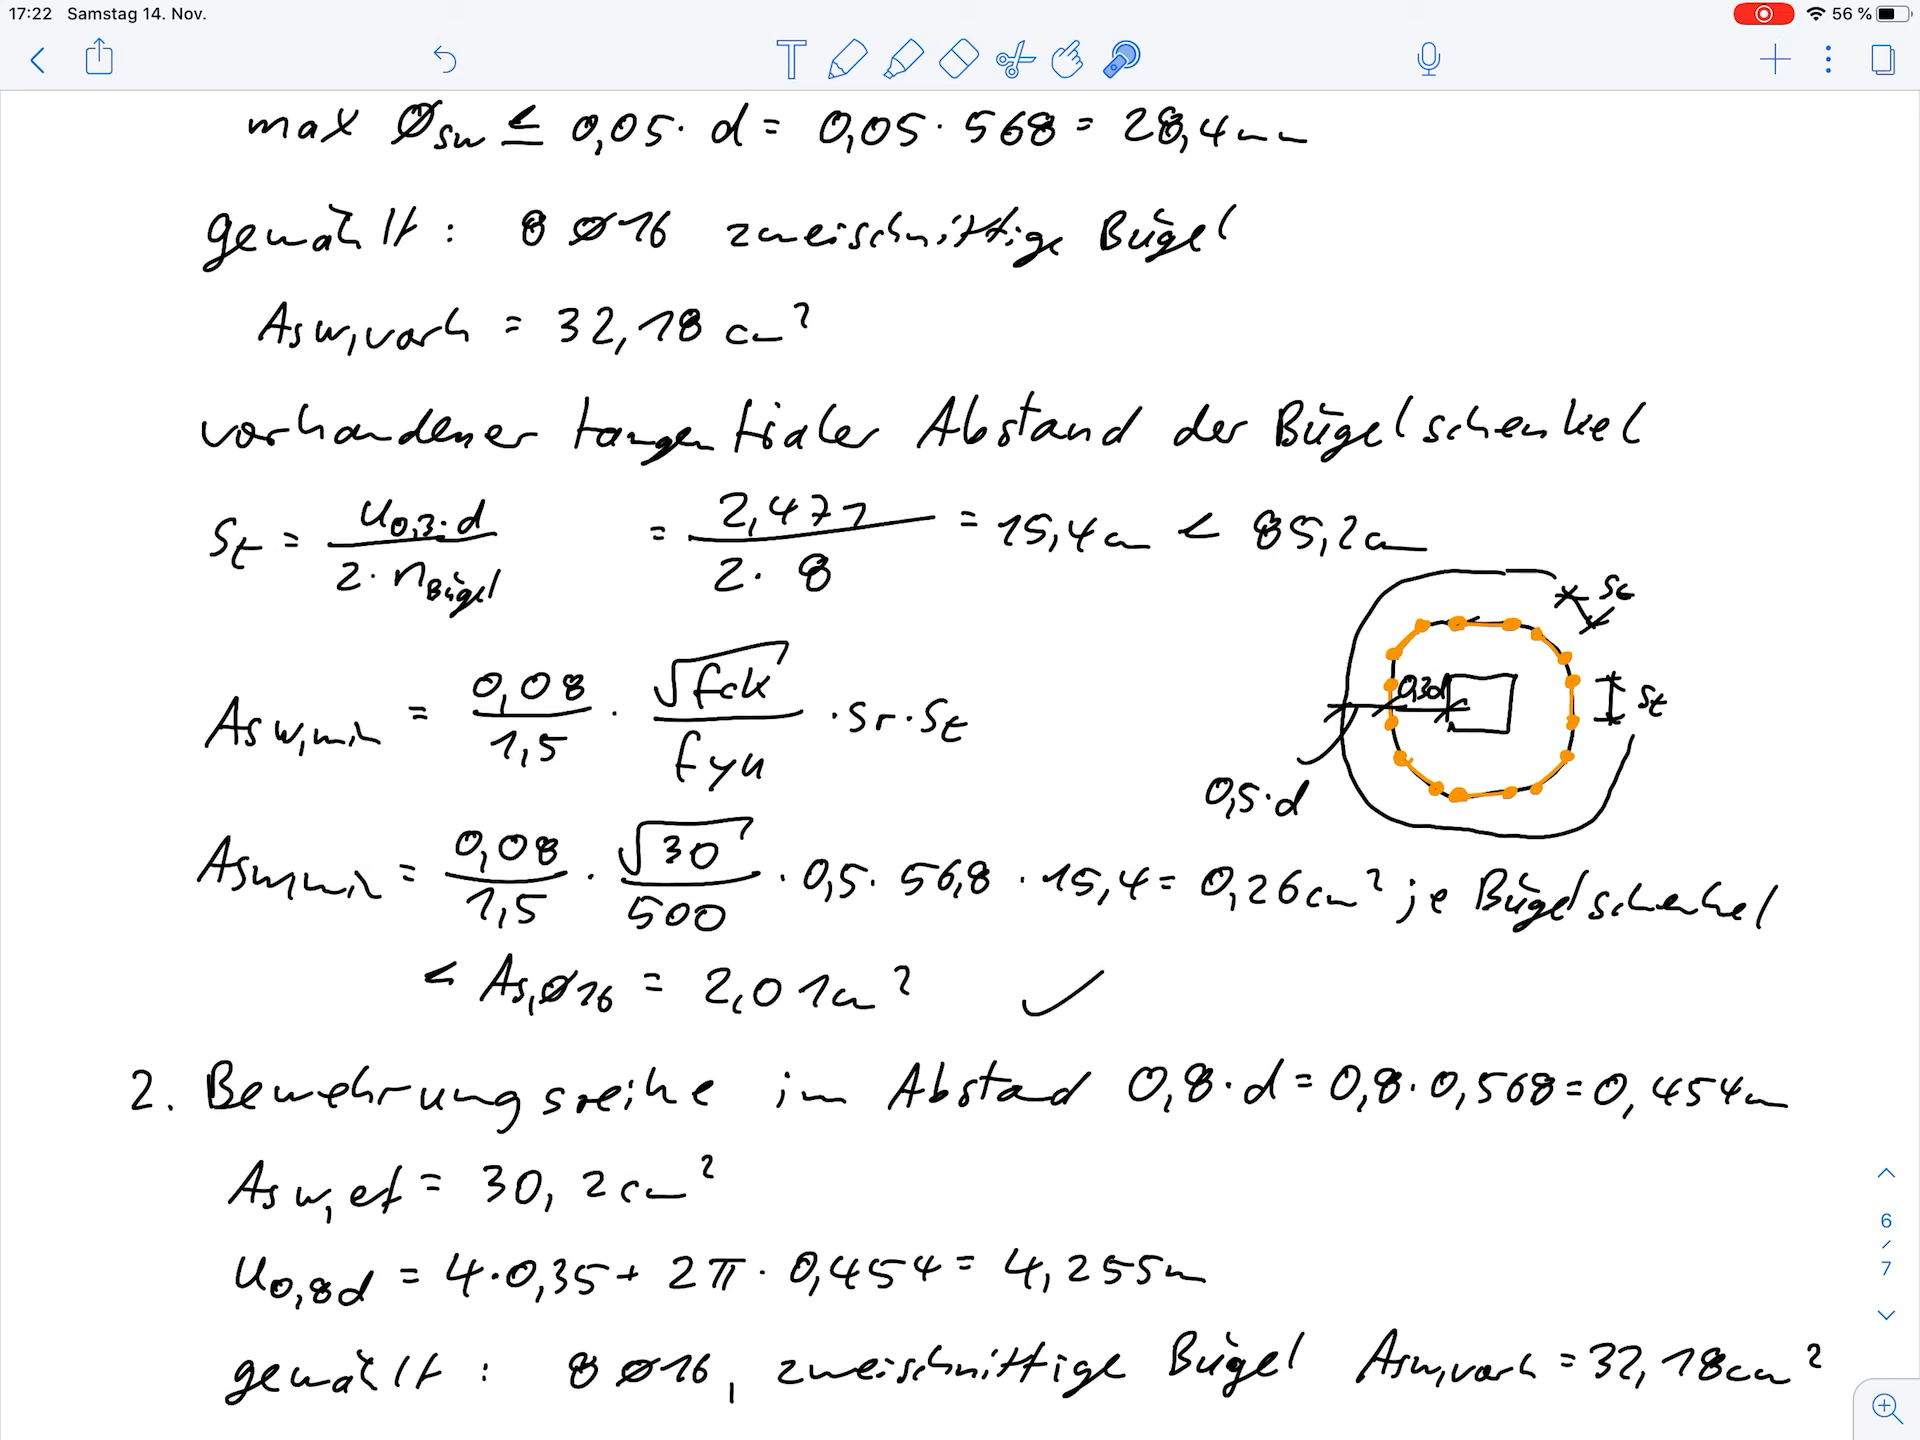 17:22 Samstag 14. Nov.
56 %
max Øsw ≤ 0,05 · d = 0,05 · 568 = 28,4mm
gewählt: 8 Ø16 zweischnittige Bügel
Asw,vorh = 32,18 cm²
vorhandener tangentialer Abstand der Bügelschenkel
St = u0,3·d / 2 · nBügel = 2,471 / 2 · 8 = 15,4cm < 85,2cm
St
Asw,min = 0,08 / 1,5 · √fck / fyk · Sr · St
0,3d
St
0,5·d
Asw,min = 0,08 / 1,5 · √30 / 500 · 0,5 · 56,8 · 15,4 = 0,26cm² je Bügelschenkel
< As,Ø16 = 2,01cm² ✓
2. Bewehrungsreihe im Abstand 0,8·d = 0,8·0,568 = 0,454m
Asw,ef = 30,2cm²
u0,8d = 4·0,35 + 2π · 0,454 = 4,255m
gewählt: 8 Ø16, zweischnittige Bügel Asw,vorh = 32,18cm²
6
/
7